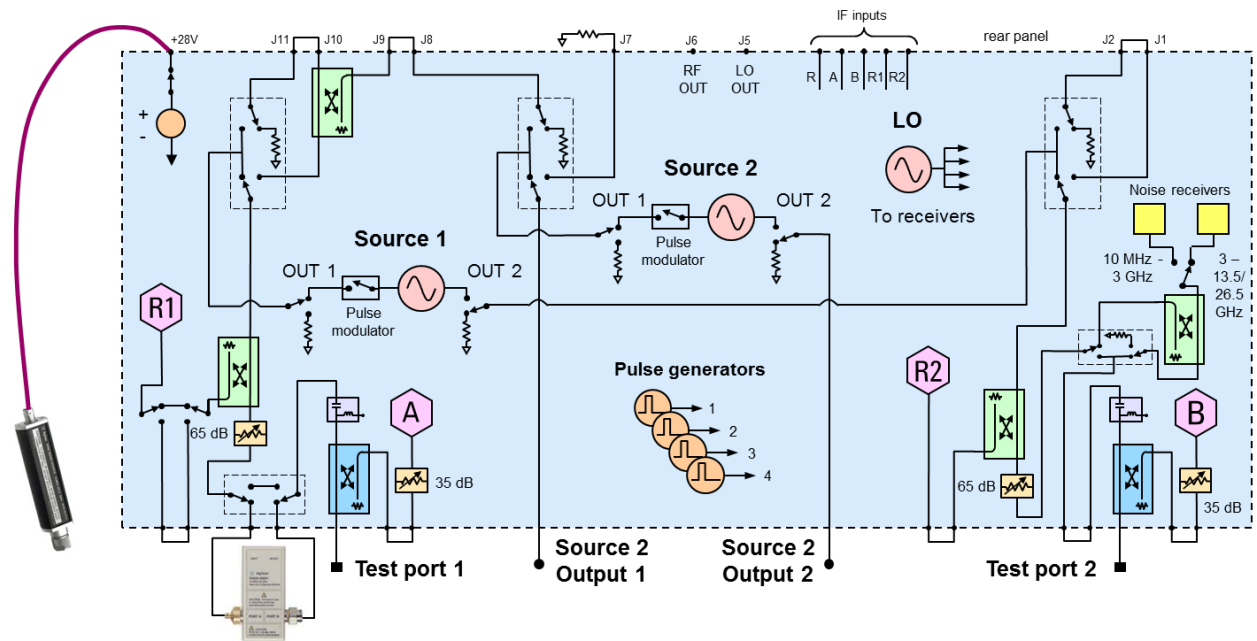 IF inputs
+28V
J11
J10
J9
J8
J7
J6
J5
rear panel
J2
J1
RF
OUT
LO
OUT
R
A
B
R1
R2
+
-
LO
To receivers
Source 2
OUT 1
OUT 2
Pulse
modulator
Noise receivers
10 MHz -
3 GHz
3 –
13.5/
26.5
GHz
Source 1
OUT 1
OUT 2
Pulse
modulator
R1
R2
A
B
Pulse generators
1
2
3
4
65 dB
35 dB
65 dB
35 dB
Test port 1
Source 2
Output 1
Source 2
Output 2
Test port 2